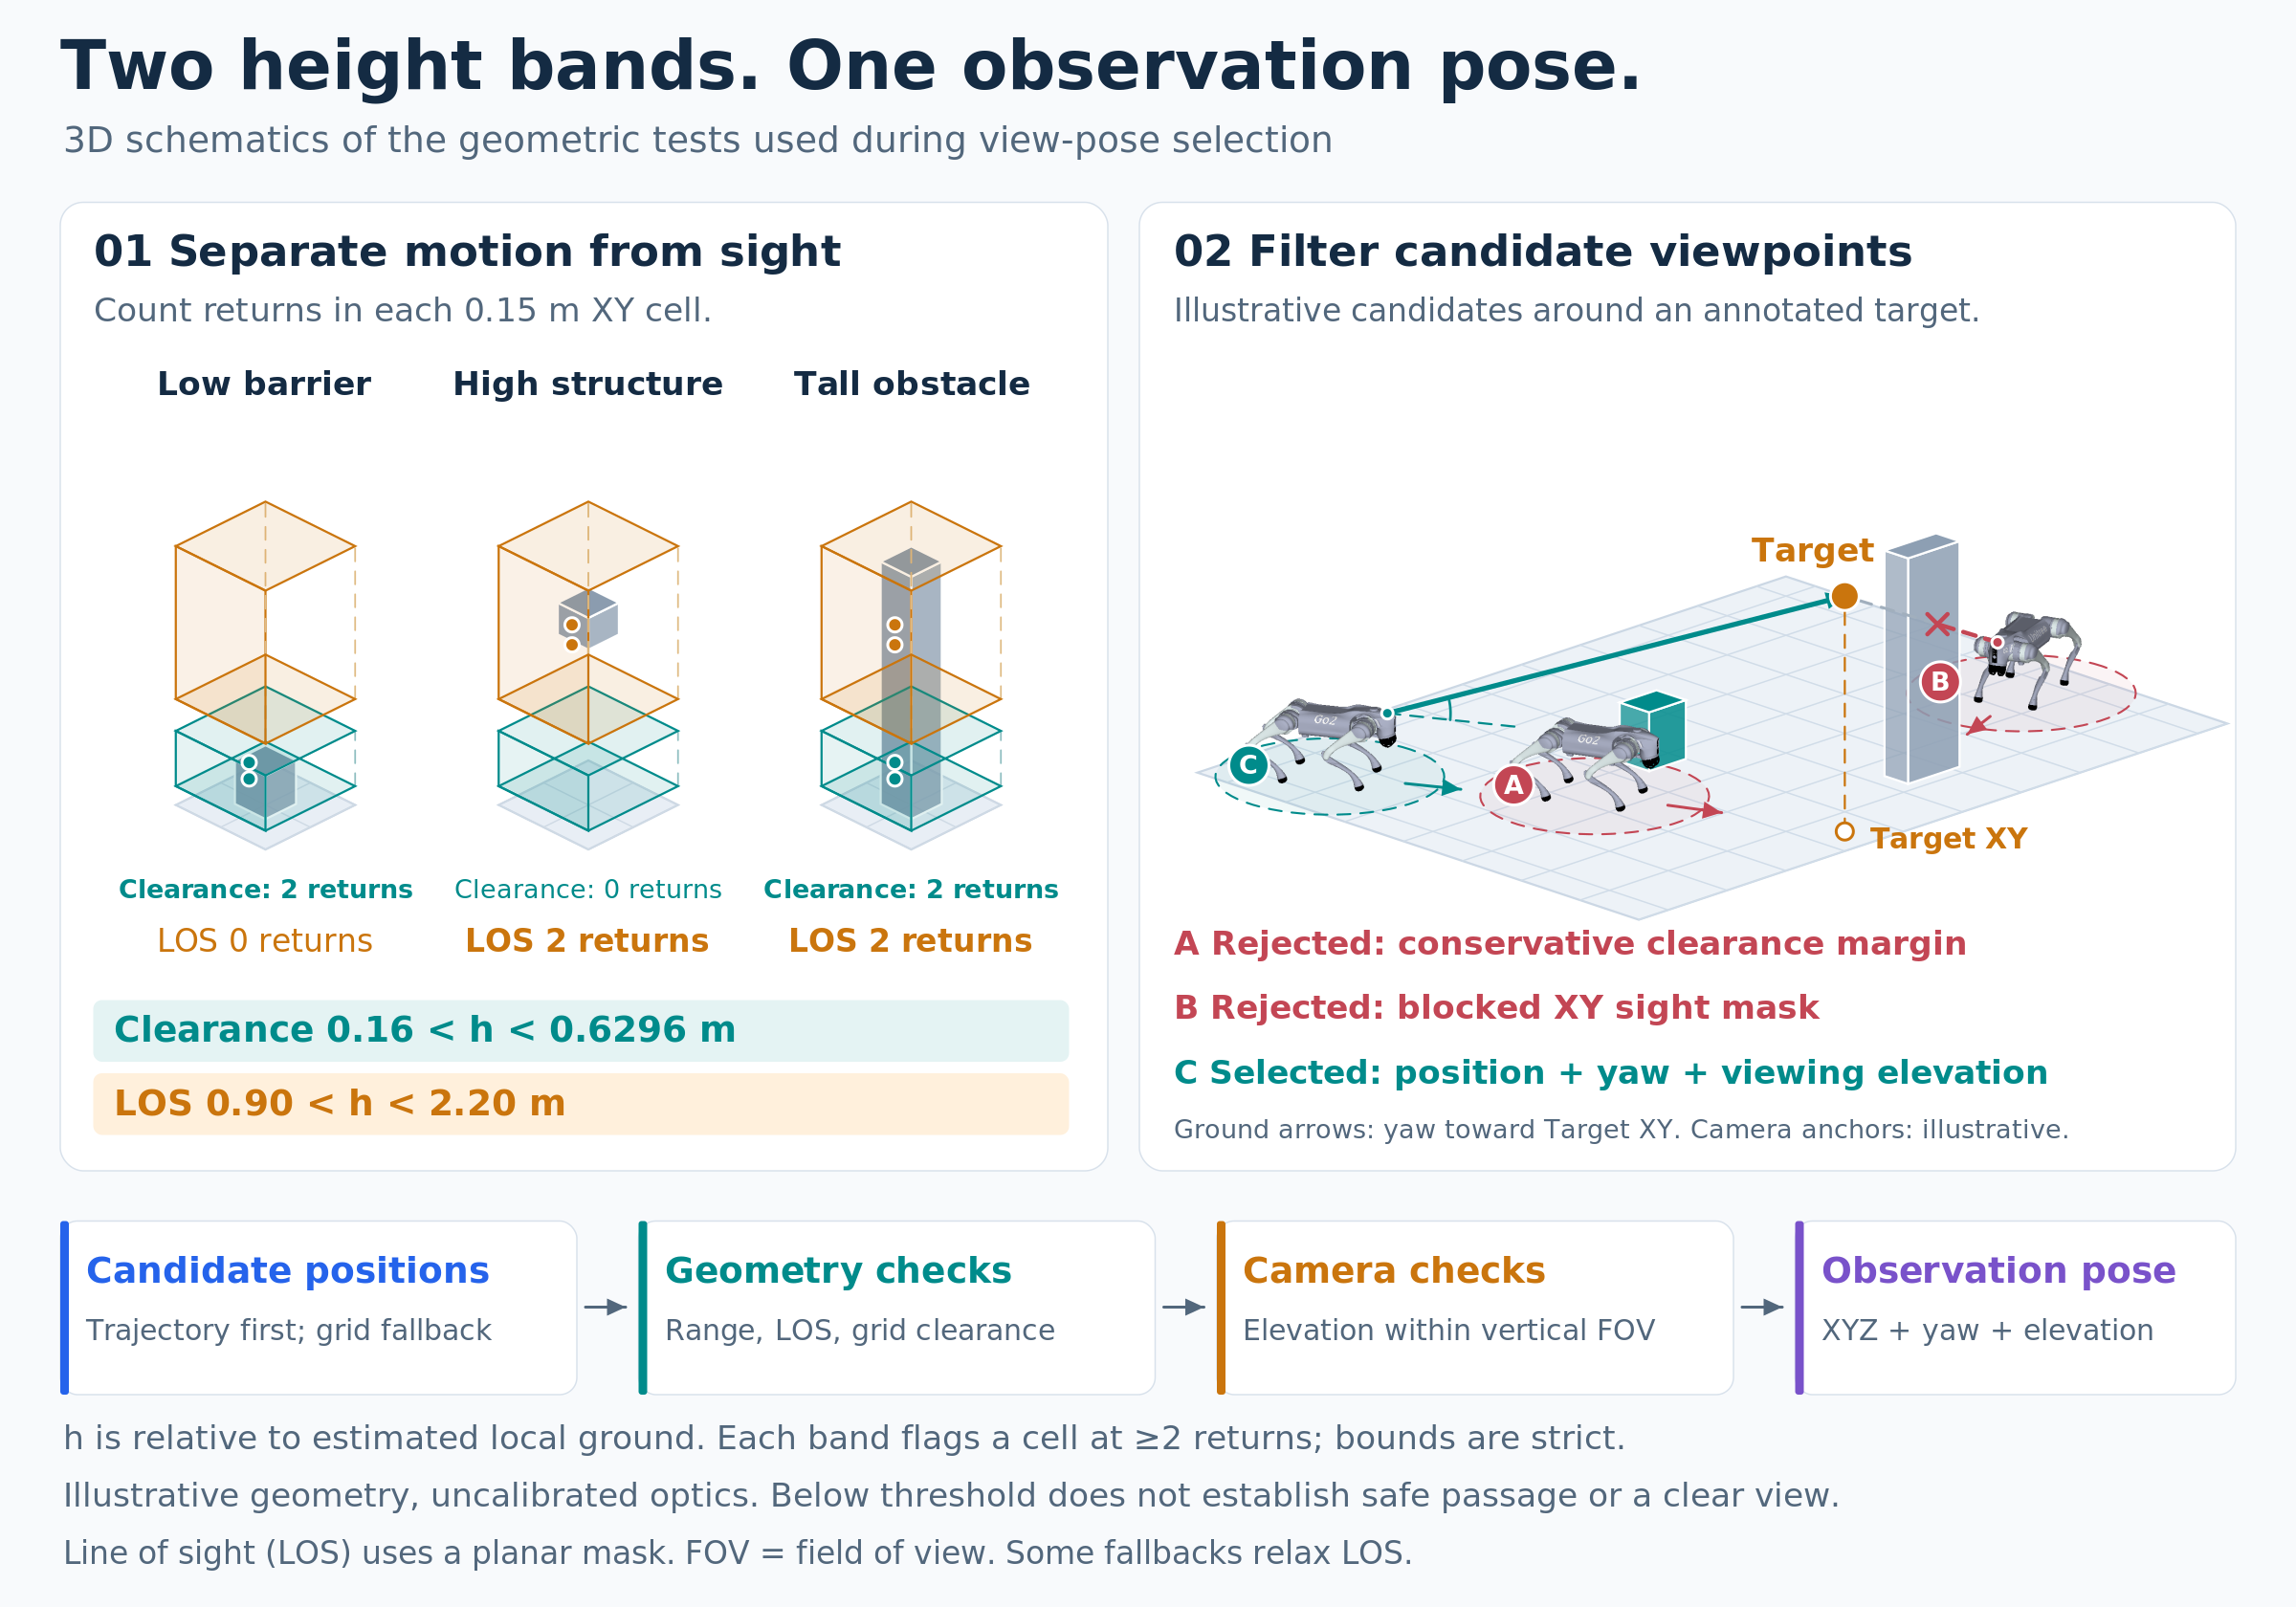 Two height bands. One observation pose.
3D schematics of the geometric tests used during view-pose selection
01 Separate motion from sight
Count returns in each 0.15 m XY cell.
Low barrier
High structure
Tall obstacle
Clearance: 2 returns
Clearance: 0 returns
Clearance: 2 returns
LOS 0 returns
LOS 2 returns
LOS 2 returns
Clearance 0.16 < h < 0.6296 m
LOS 0.90 < h < 2.20 m
02 Filter candidate viewpoints
Illustrative candidates around an annotated target.
Target
B
Go2
Go2
C
A
Target XY
A Rejected: conservative clearance margin
B Rejected: blocked XY sight mask
C Selected: position + yaw + viewing elevation
Ground arrows: yaw toward Target XY. Camera anchors: illustrative.
Candidate positions
Trajectory first; grid fallback
Geometry checks
Range, LOS, grid clearance
Camera checks
Elevation within vertical FOV
Observation pose
XYZ + yaw + elevation
h is relative to estimated local ground. Each band flags a cell at ≥2 returns; bounds are strict.
Illustrative geometry, uncalibrated optics. Below threshold does not establish safe passage or a clear view.
Line of sight (LOS) uses a planar mask. FOV = field of view. Some fallbacks relax LOS.